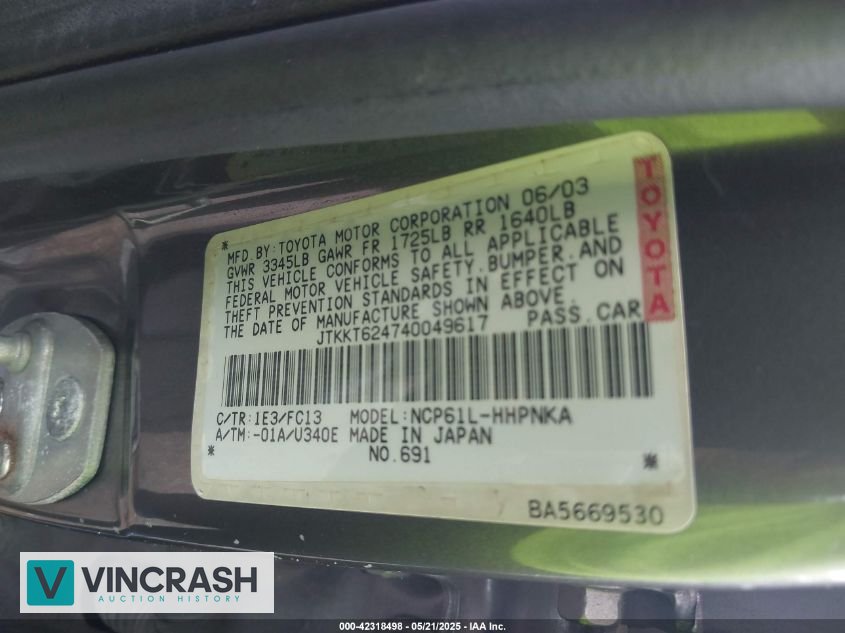 MFD.BY:TOYOTA MOTOR CORPORATION 06/03
GVWR 3345LB GAWR FR 1725LB RR 1640LB
THIS VEHICLE CONFORMS TO ALL APPLICABLE
FEDERAL MOTOR VEHICLE SAFETY,BUMPER,AND
THEFT PREVENTION STANDARDS IN EFFECT ON
THE DATE OF MANUFACTURE SHOWN ABOVE.
JTKKT624740049617 PASS.CAR
TOYOTA
C/TR:1E3/FC13 MODEL:NCP61L-HHPNKA
A/TM:-01A/U340E MADE IN JAPAN
* NO.691 *
BA5669530
VINCRASH
AUCTION HISTORY
000-42318498 - 05/21/2025 - IAA Inc.